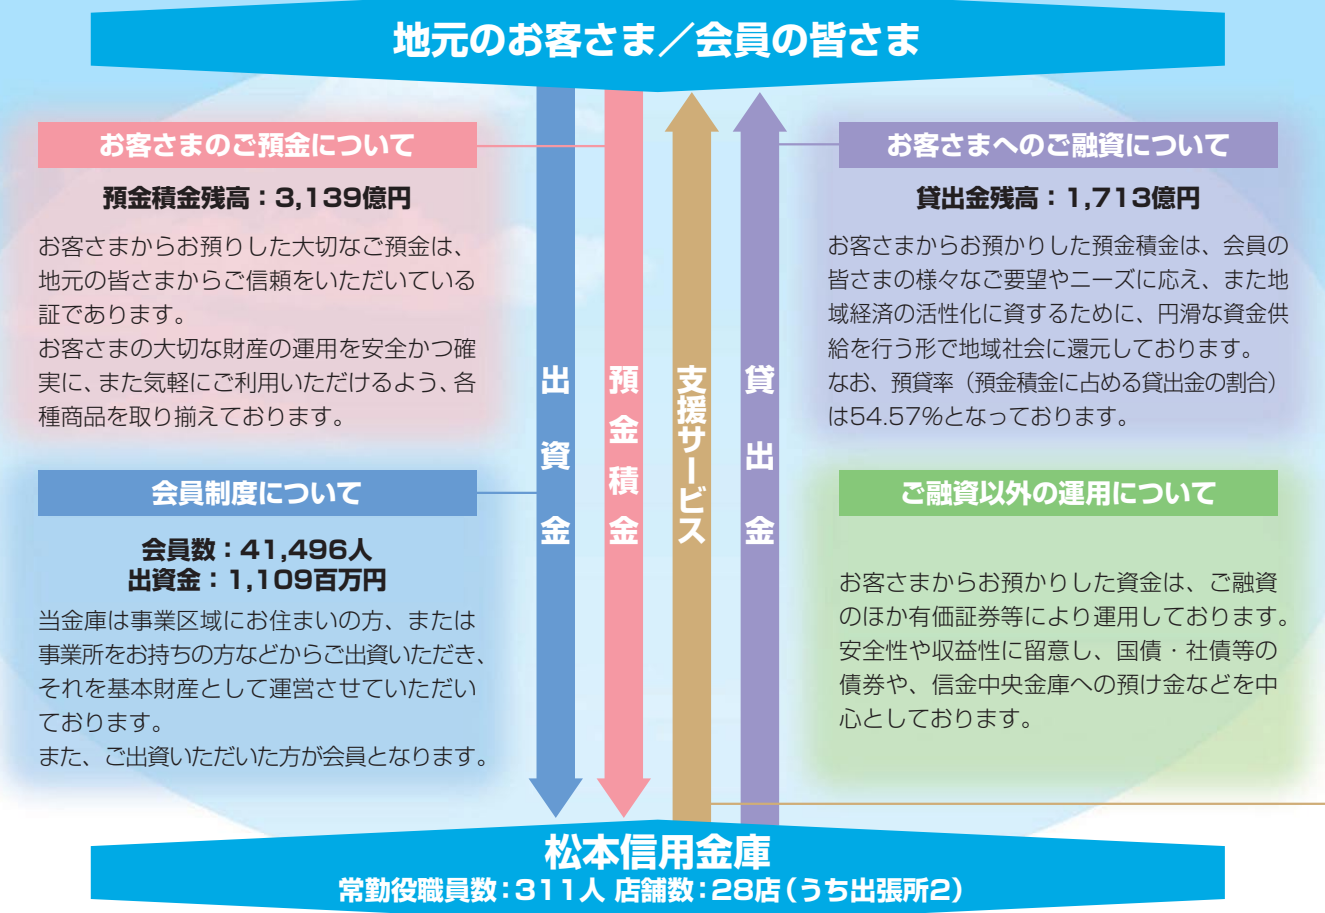 地元のお客さま／会員の皆さま
お客さまのご預金について
預金積金残高：3,139億円
お客さまからお預りした大切なご預金は、
地元の皆さまからご信頼をいただいている
証であります。
お客さまの大切な財産の運用を安全かつ確
実に、また気軽にご利用いただけるよう、各
種商品を取り揃えております。
会員制度について
会員数：41,496人
出資金：1,109百万円
当金庫は事業区域にお住まいの方、または
事業所をお持ちの方などからご出資いただき、
それを基本財産として運営させていただい
ております。
また、ご出資いただいた方が会員となります。
出資金
預金積金
支援サービス
貸出金
お客さまへのご融資について
貸出金残高：1,713億円
お客さまからお預かりした預金積金は、会員の
皆さまの様々なご要望やニーズに応え、また地
域経済の活性化に資するために、円滑な資金供
給を行う形で地域社会に還元しております。
なお、預貸率（預金積金に占める貸出金の割合）
は54.57%となっております。
ご融資以外の運用について
お客さまからお預かりした資金は、ご融資
のほか有価証券等により運用しております。
安全性や収益性に留意し、国債・社債等の
債券や、信金中央金庫への預け金などを中
心としております。
松本信用金庫
常勤役職員数：311人 店舗数：28店（うち出張所2）